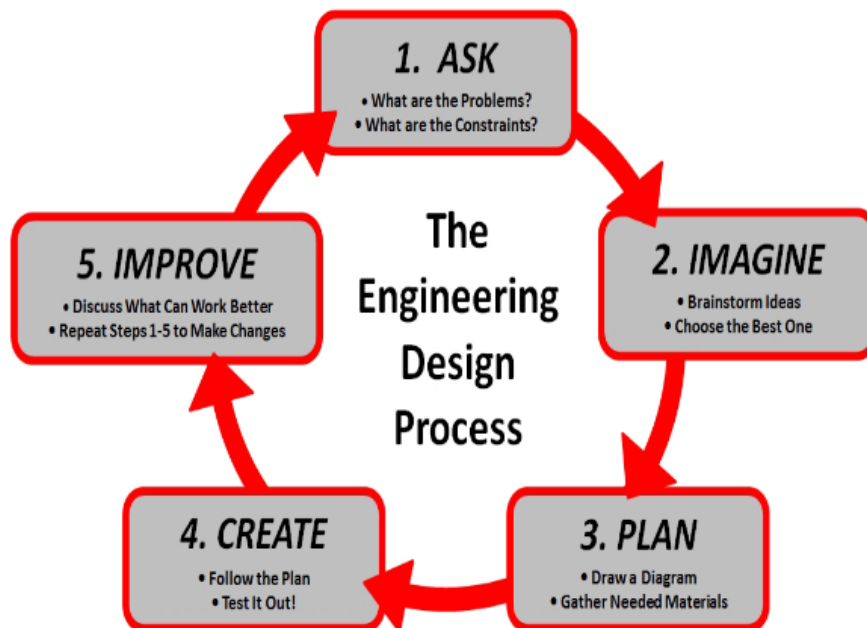 1. ASK
• What are the Problems?
• What are the Constraints?
The
Engineering
Design
Process
2. IMAGINE
• Brainstorm Ideas
• Choose the Best One
3. PLAN
• Draw a Diagram
• Gather Needed Materials
4. CREATE
• Follow the Plan
• Test It Out!
5. IMPROVE
• Discuss What Can Work Better
• Repeat Steps 1-5 to Make Changes